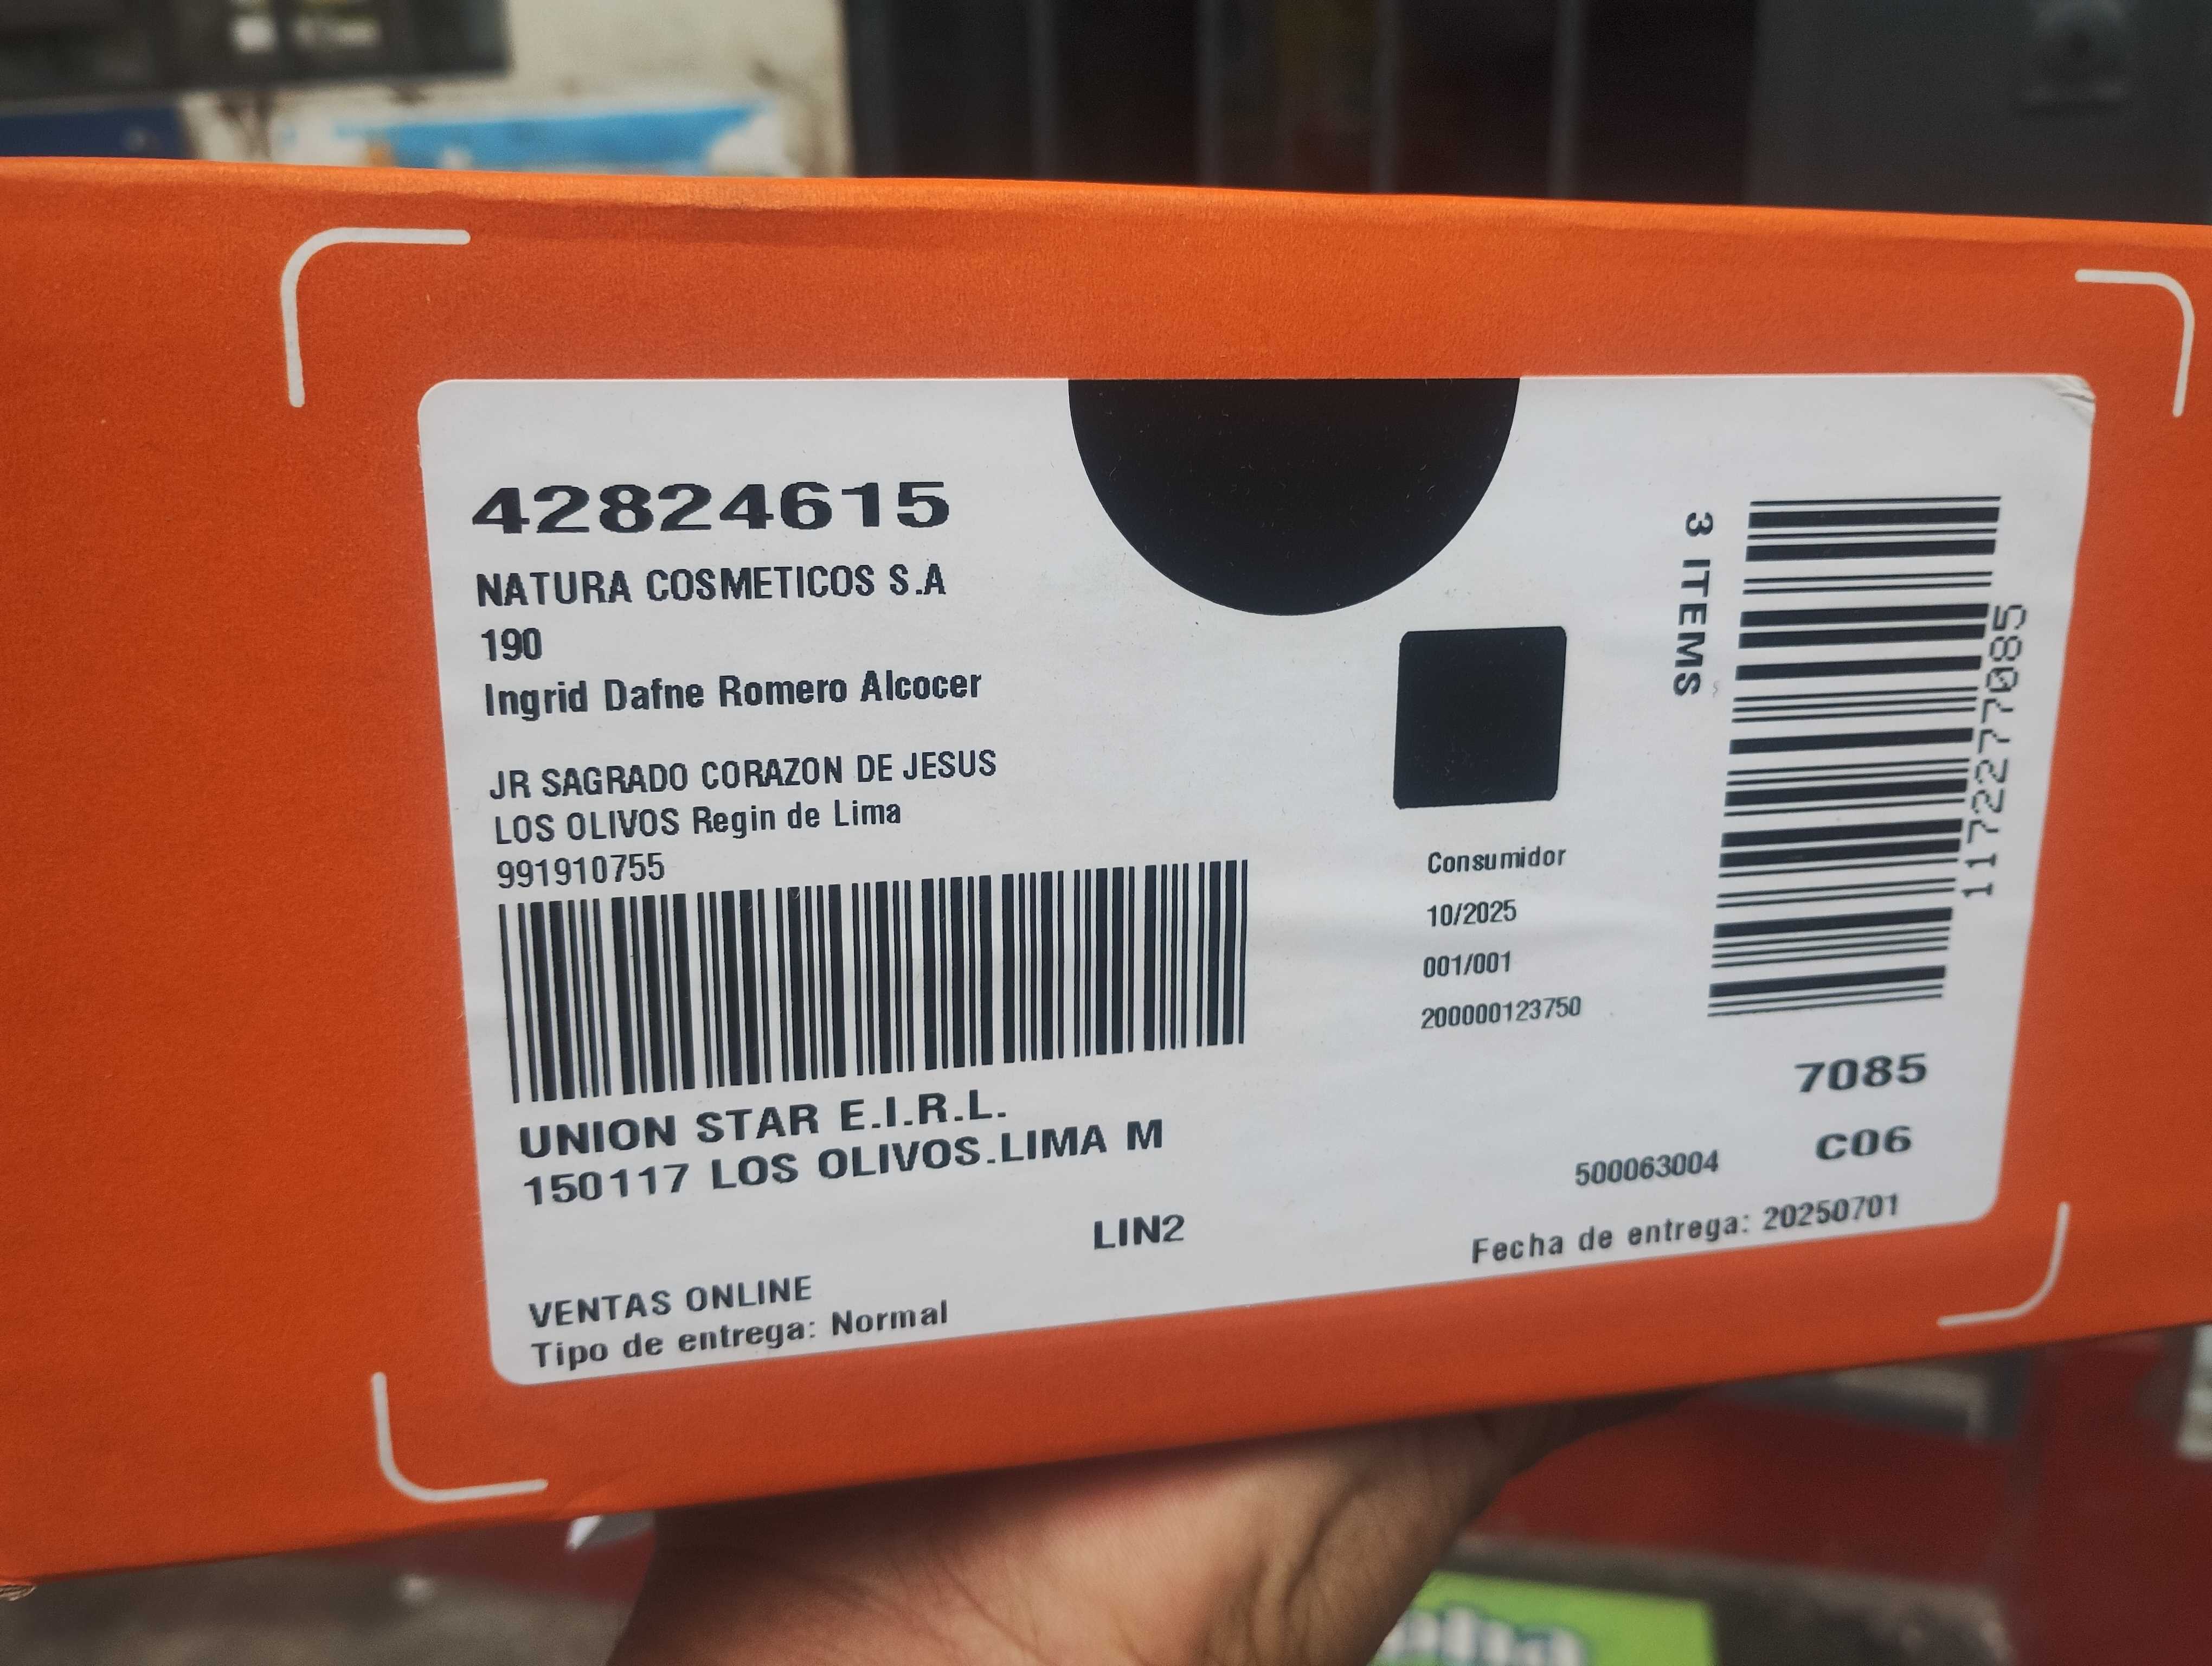 42824615
NATURA COSMETICOS S.A
190
Ingrid Dafne Romero Alcocer
JR SAGRADO CORAZON DE JESUS
LOS OLIVOS Regin de Lima
991910755
UNION STAR E.I.R.L.
150117 LOS OLIVOS.LIMA M
LIN2
VENTAS ONLINE
Tipo de entrega: Normal
3 ITEMS
1172277085
Consumidor
10/2025
001/001
200000123750
7085
500063004 C06
Fecha de entrega: 20250701